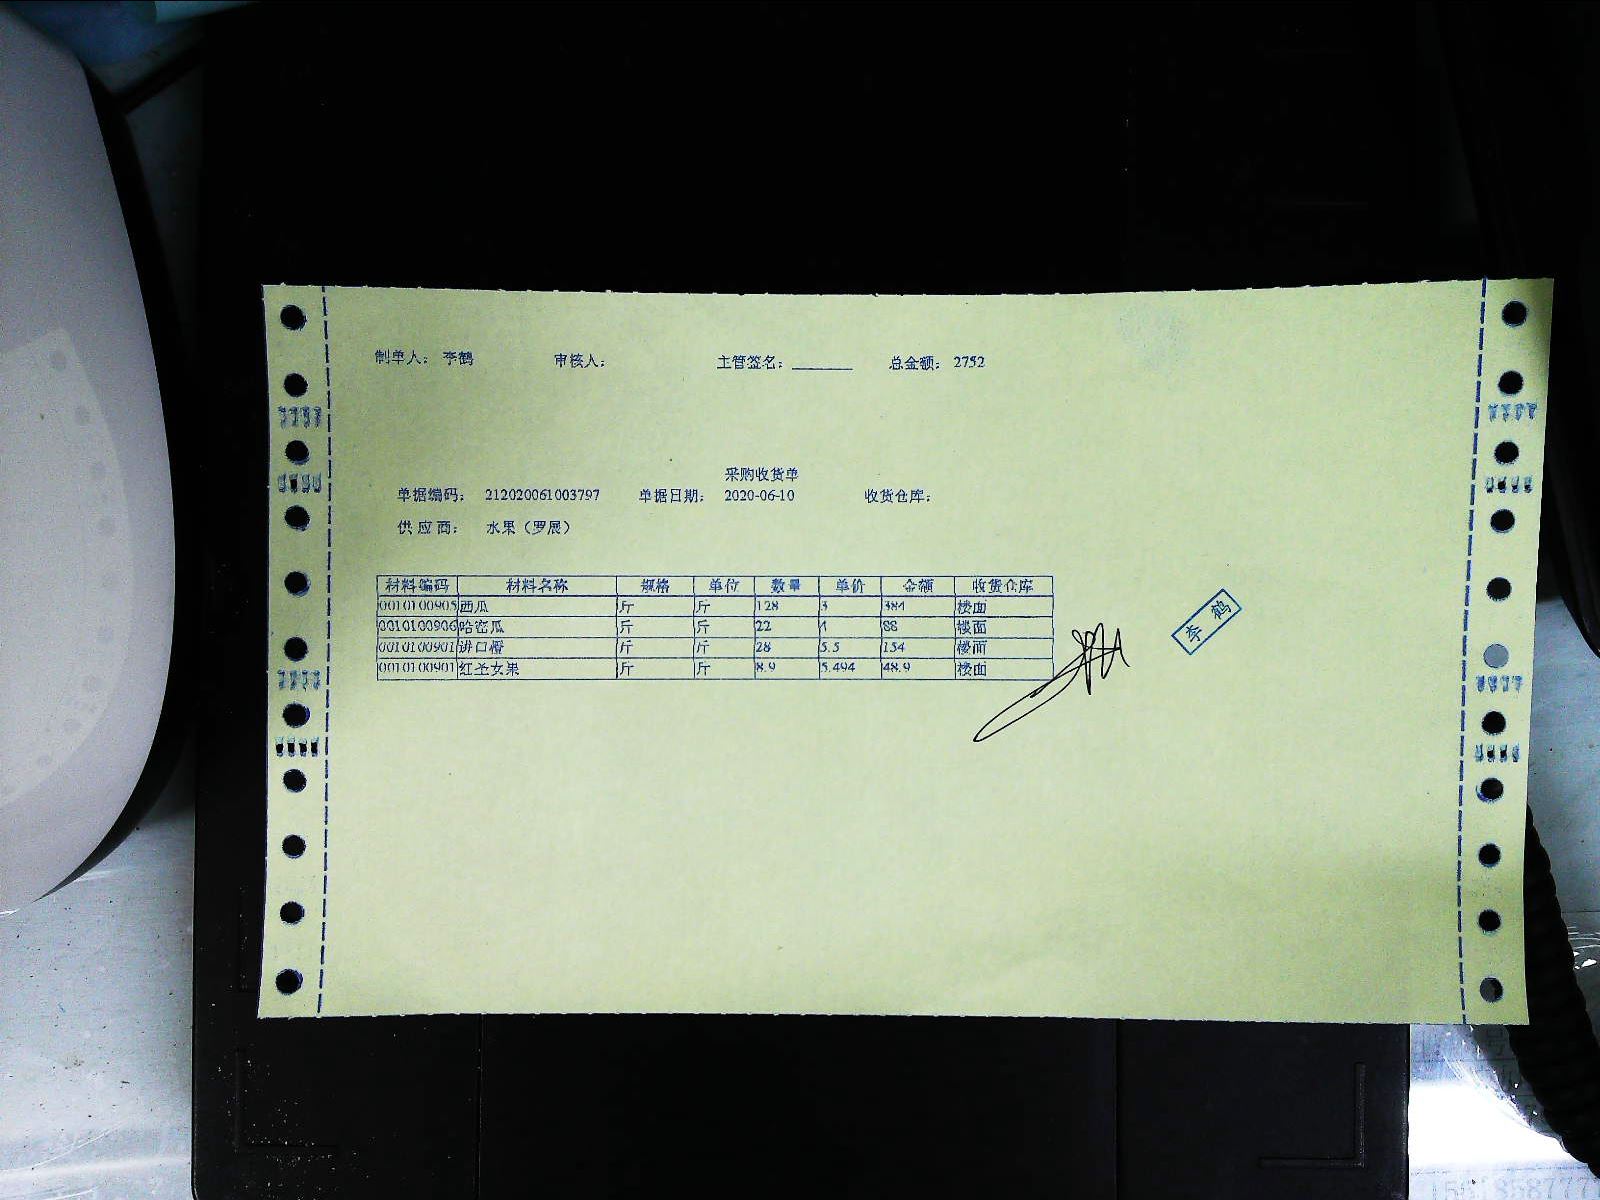 制单人： 李鹤 审核人： 主管签名：______ 总金额： 2752
采购收货单
单据编码： 212020061003797 单据日期： 2020-06-10 收货仓库：
供 应 商： 水果（罗展）
材料编码 材料名称 规格 单位 数量 单价 金额 收货仓库
0010100905 西瓜 斤 斤 128 3 384 楼面
0010100906 哈密瓜 斤 斤 22 4 88 楼面
0010100901 进口橙 斤 斤 28 5.5 154 楼面
0010100901 红圣女果 斤 斤 8.9 5.494 48.9 楼面
李 鹤